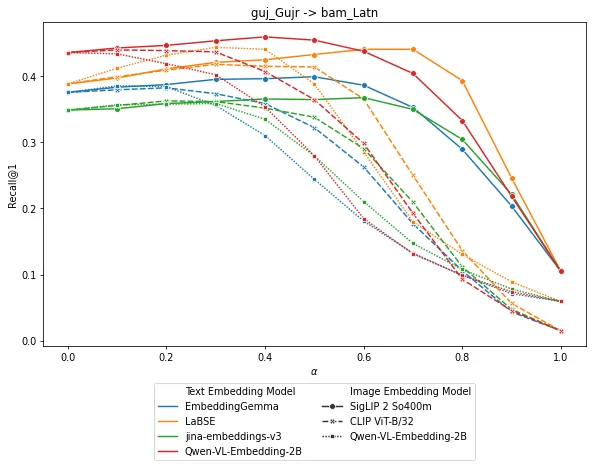 guj_Gujr -> bam_Latn
Recall@1
0.4
0.3
0.2
0.1
0.0
0.0 0.2 0.4 0.6 0.8 1.0
α
Text Embedding Model
EmbeddingGemma
LaBSE
jina-embeddings-v3
Qwen-VL-Embedding-2B
Image Embedding Model
SigLIP 2 So400m
CLIP ViT-B/32
Qwen-VL-Embedding-2B